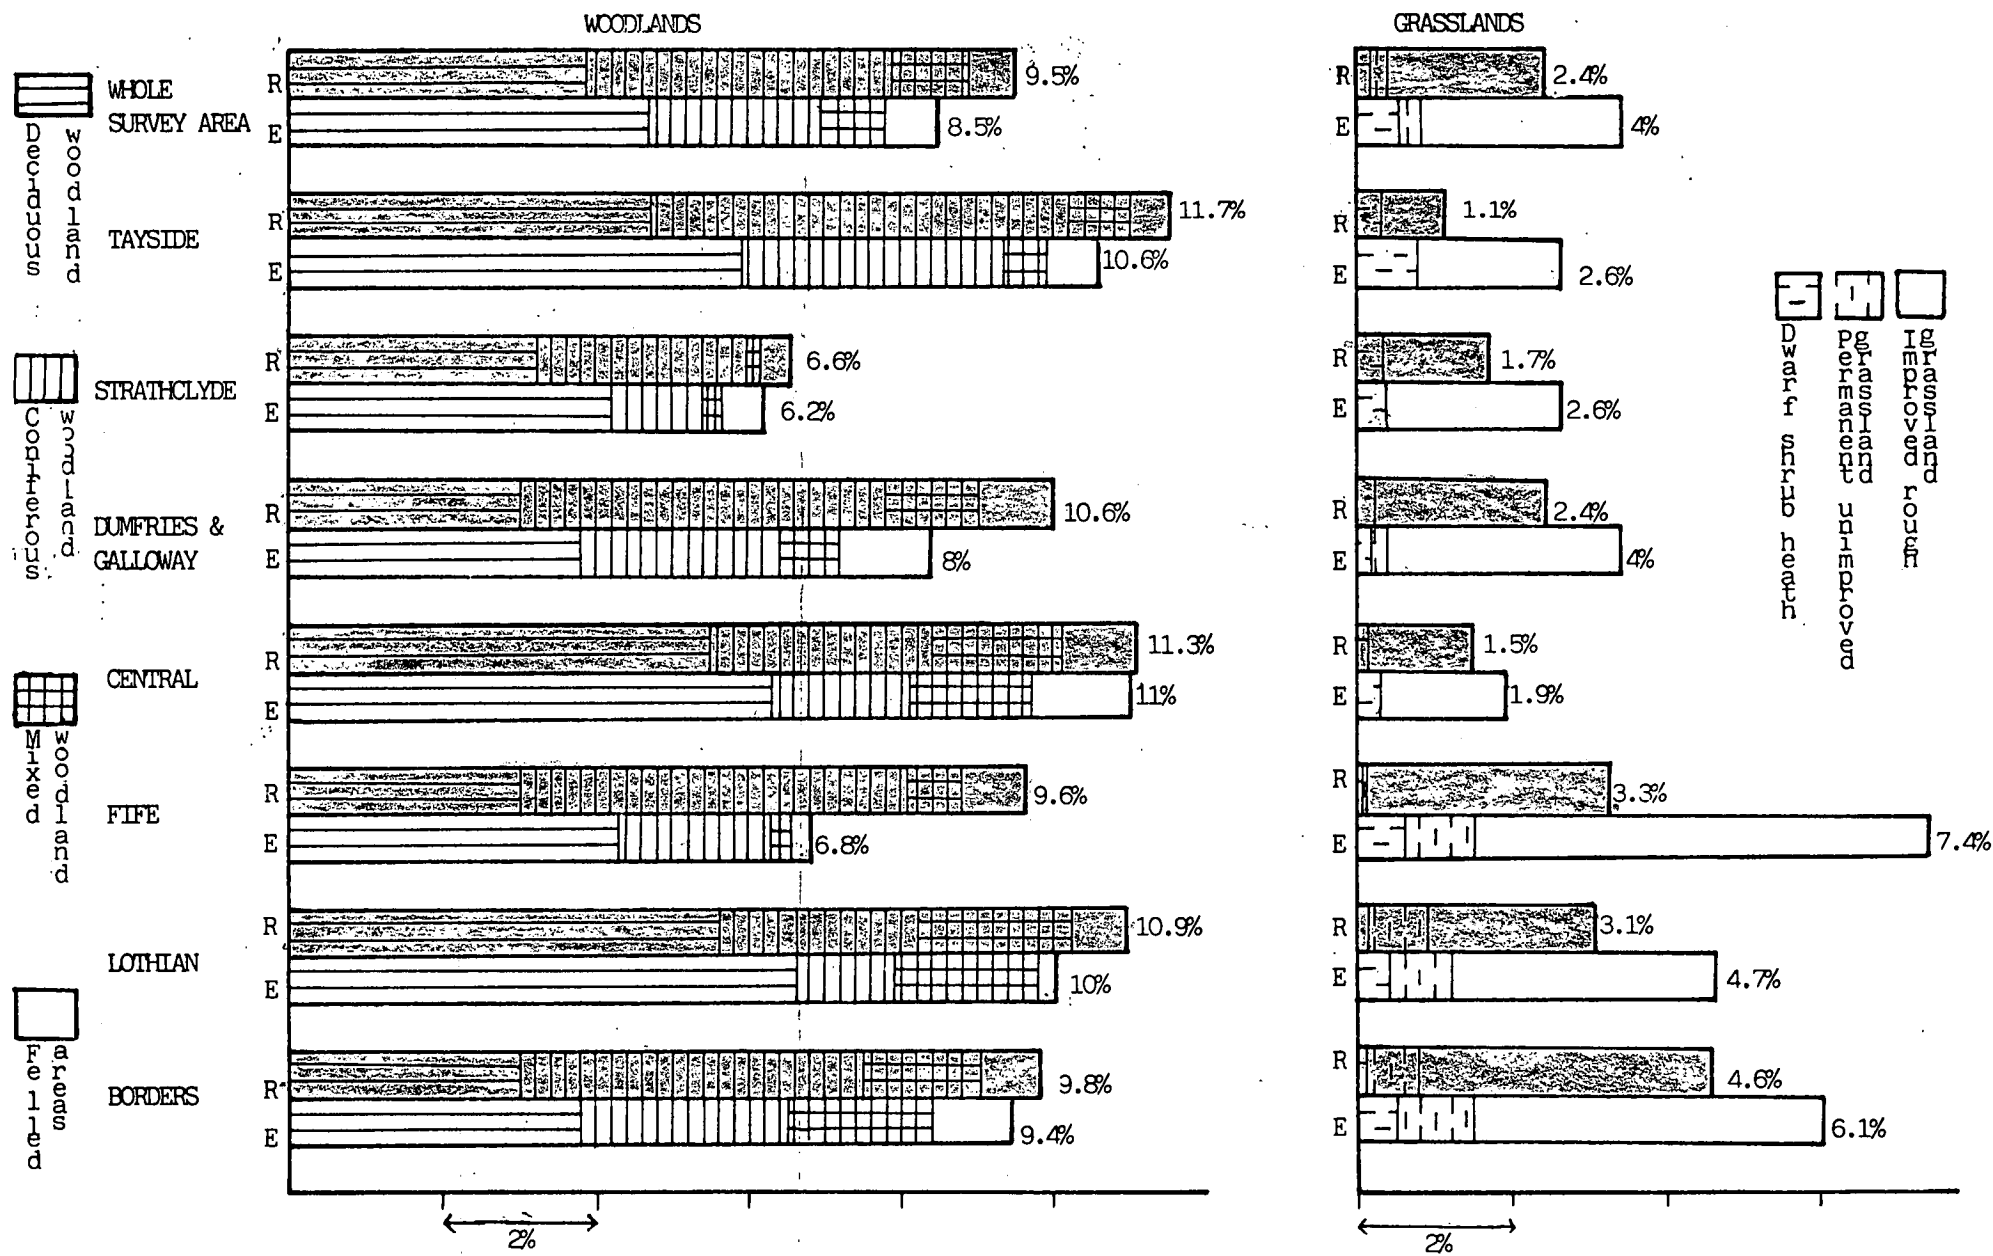 WOODLANDS
GRASSLANDS
Deciduous
woodland
Coniferous
woodland
Mixed
woodland
Felled
areas
WHOLE
SURVEY AREA
R
9.5%
E
8.5%
R
2.4%
E
4%
TAYSIDE
R
11.7%
E
10.6%
R
1.1%
E
2.6%
STRATHCLYDE
R
6.6%
E
6.2%
R
1.7%
E
2.6%
DUMFRIES &
GALLOWAY
R
10.6%
E
8%
R
2.4%
E
4%
CENTRAL
R
11.3%
E
11%
R
1.5%
E
1.9%
FIFE
R
9.6%
E
6.8%
R
3.3%
E
7.4%
LOTHIAN
R
10.9%
E
10%
R
3.1%
E
4.7%
BORDERS
R
9.8%
E
9.4%
R
4.6%
E
6.1%
Dwarf shrub heath
Permanent unimproved
grassland
Improved rough
grassland
2%
2%